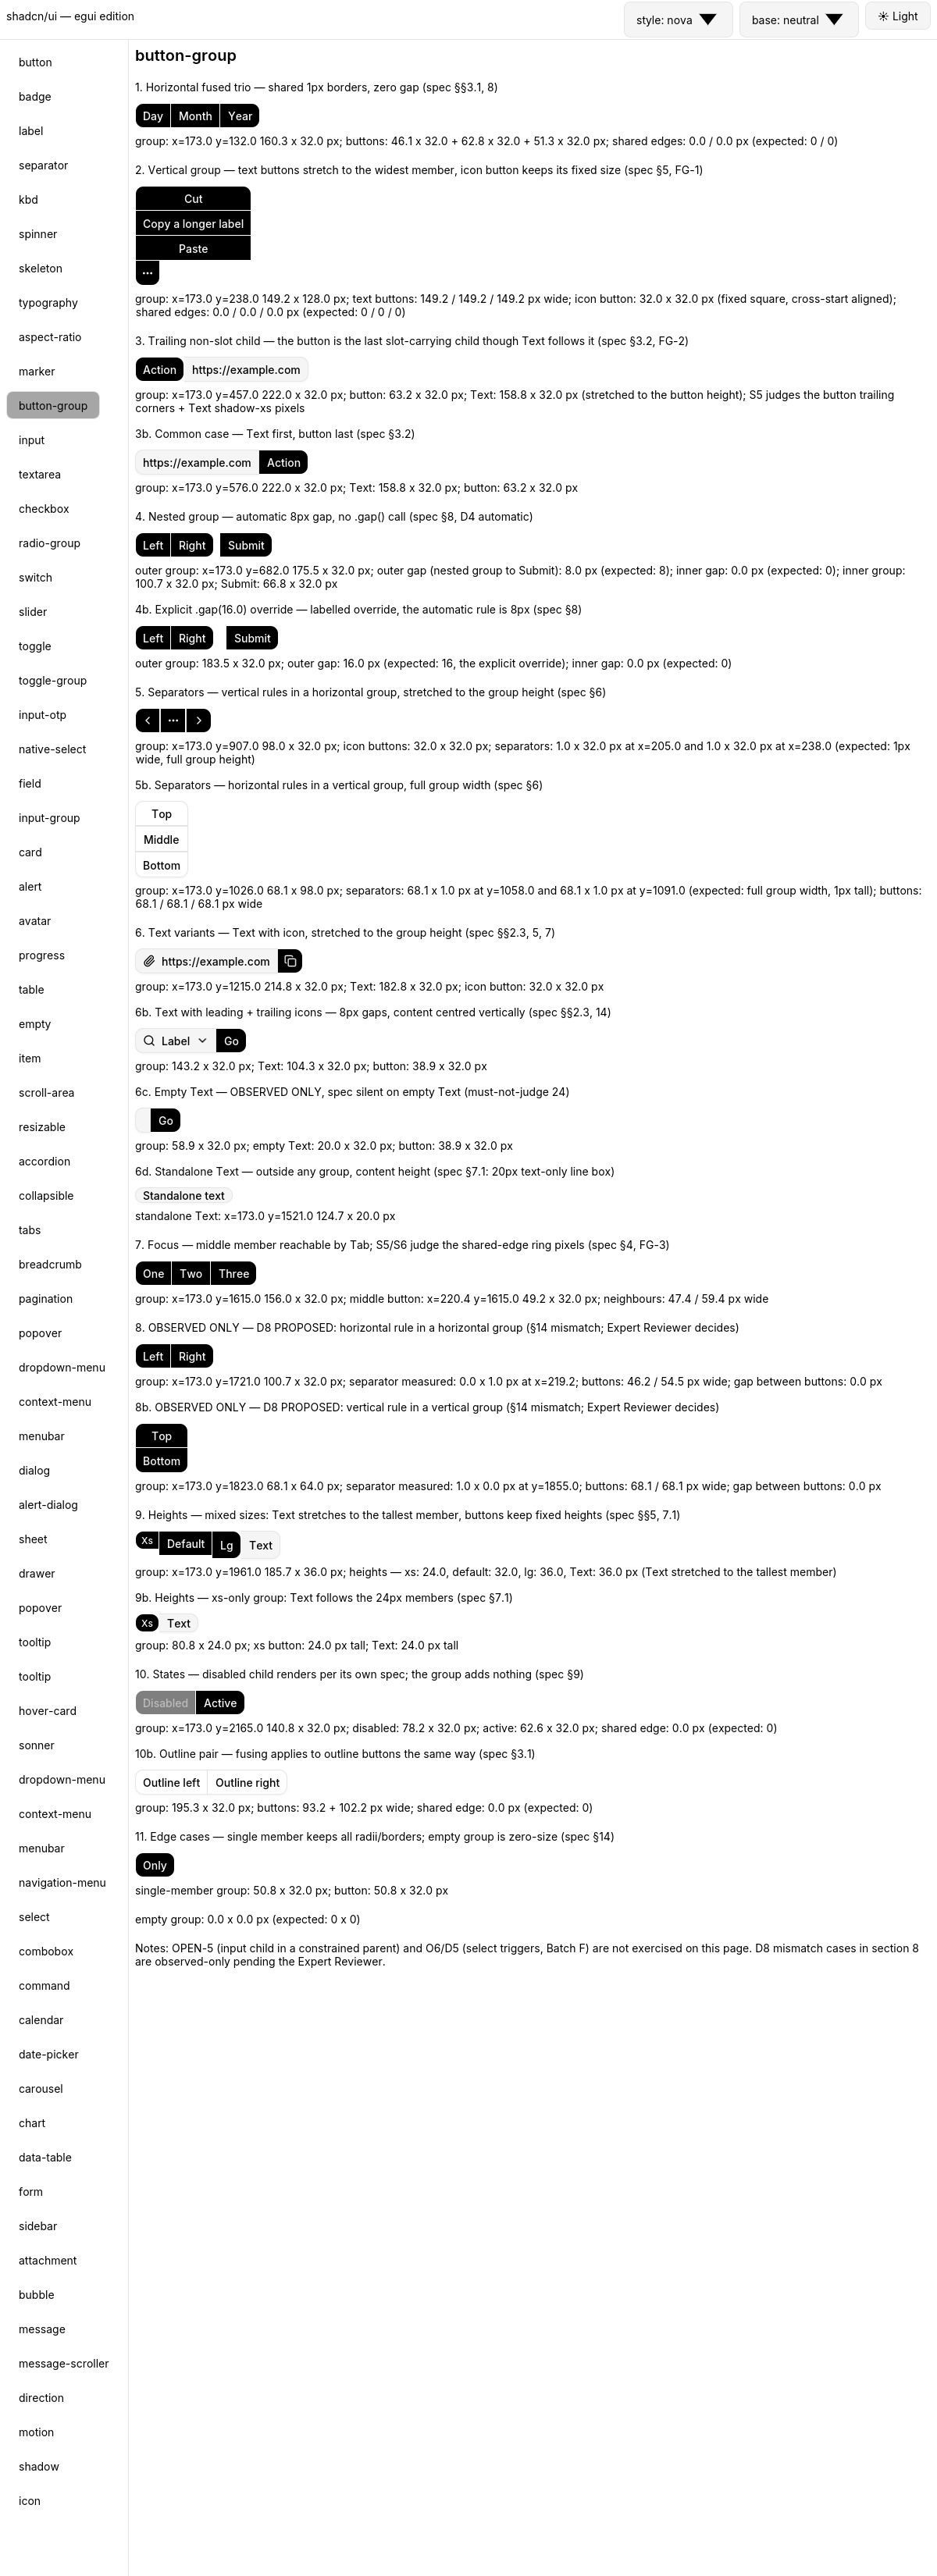 shadcn/ui — egui edition
style: nova
base: neutral
☀ Light
button
badge
label
separator
kbd
spinner
skeleton
typography
aspect-ratio
marker
button-group
input
textarea
checkbox
radio-group
switch
slider
toggle
toggle-group
input-otp
native-select
field
input-group
card
alert
avatar
progress
table
empty
item
scroll-area
resizable
accordion
collapsible
tabs
breadcrumb
pagination
popover
dropdown-menu
context-menu
menubar
dialog
alert-dialog
sheet
drawer
popover
tooltip
tooltip
hover-card
sonner
dropdown-menu
context-menu
menubar
navigation-menu
select
combobox
command
calendar
date-picker
carousel
chart
data-table
form
sidebar
attachment
bubble
message
message-scroller
direction
motion
shadow
icon
button-group
1. Horizontal fused trio — shared 1px borders, zero gap (spec §§3.1, 8)
Day Month Year
group: x=173.0 y=132.0 160.3 x 32.0 px; buttons: 46.1 x 32.0 + 62.8 x 32.0 + 51.3 x 32.0 px; shared edges: 0.0 / 0.0 px (expected: 0 / 0)
2. Vertical group — text buttons stretch to the widest member, icon button keeps its fixed size (spec §5, FG-1)
Cut
Copy a longer label
Paste
...
group: x=173.0 y=238.0 149.2 x 128.0 px; text buttons: 149.2 / 149.2 / 149.2 px wide; icon button: 32.0 x 32.0 px (fixed square, cross-start aligned);
shared edges: 0.0 / 0.0 / 0.0 px (expected: 0 / 0 / 0)
3. Trailing non-slot child — the button is the last slot-carrying child though Text follows it (spec §3.2, FG-2)
Action https://example.com
group: x=173.0 y=457.0 222.0 x 32.0 px; button: 63.2 x 32.0 px; Text: 158.8 x 32.0 px (stretched to the button height); S5 judges the button trailing
corners + Text shadow-xs pixels
3b. Common case — Text first, button last (spec §3.2)
https://example.com Action
group: x=173.0 y=576.0 222.0 x 32.0 px; Text: 158.8 x 32.0 px; button: 63.2 x 32.0 px
4. Nested group — automatic 8px gap, no .gap() call (spec §8, D4 automatic)
Left Right Submit
outer group: x=173.0 y=682.0 175.5 x 32.0 px; outer gap (nested group to Submit): 8.0 px (expected: 8); inner gap: 0.0 px (expected: 0); inner group:
100.7 x 32.0 px; Submit: 66.8 x 32.0 px
4b. Explicit .gap(16.0) override — labelled override, the automatic rule is 8px (spec §8)
Left Right Submit
outer group: 183.5 x 32.0 px; outer gap: 16.0 px (expected: 16, the explicit override); inner gap: 0.0 px (expected: 0)
5. Separators — vertical rules in a horizontal group, stretched to the group height (spec §6)
group: x=173.0 y=907.0 98.0 x 32.0 px; icon buttons: 32.0 x 32.0 px; separators: 1.0 x 32.0 px at x=205.0 and 1.0 x 32.0 px at x=238.0 (expected: 1px
wide, full group height)
5b. Separators — horizontal rules in a vertical group, full group width (spec §6)
Top
Middle
Bottom
group: x=173.0 y=1026.0 68.1 x 98.0 px; separators: 68.1 x 1.0 px at y=1058.0 and 68.1 x 1.0 px at y=1091.0 (expected: full group width, 1px tall); buttons:
68.1 / 68.1 / 68.1 px wide
6. Text variants — Text with icon, stretched to the group height (spec §§2.3, 5, 7)
https://example.com
group: x=173.0 y=1215.0 214.8 x 32.0 px; Text: 182.8 x 32.0 px; icon button: 32.0 x 32.0 px
6b. Text with leading + trailing icons — 8px gaps, content centred vertically (spec §§2.3, 14)
Label Go
group: 143.2 x 32.0 px; Text: 104.3 x 32.0 px; button: 38.9 x 32.0 px
6c. Empty Text — OBSERVED ONLY, spec silent on empty Text (must-not-judge 24)
Go
group: 58.9 x 32.0 px; empty Text: 20.0 x 32.0 px; button: 38.9 x 32.0 px
6d. Standalone Text — outside any group, content height (spec §7.1: 20px text-only line box)
Standalone text
standalone Text: x=173.0 y=1521.0 124.7 x 20.0 px
7. Focus — middle member reachable by Tab; S5/S6 judge the shared-edge ring pixels (spec §4, FG-3)
One Two Three
group: x=173.0 y=1615.0 156.0 x 32.0 px; middle button: x=220.4 y=1615.0 49.2 x 32.0 px; neighbours: 47.4 / 59.4 px wide
8. OBSERVED ONLY — D8 PROPOSED: horizontal rule in a horizontal group (§14 mismatch; Expert Reviewer decides)
Left Right
group: x=173.0 y=1721.0 100.7 x 32.0 px; separator measured: 0.0 x 1.0 px at x=219.2; buttons: 46.2 / 54.5 px wide; gap between buttons: 0.0 px
8b. OBSERVED ONLY — D8 PROPOSED: vertical rule in a vertical group (§14 mismatch; Expert Reviewer decides)
Top
Bottom
group: x=173.0 y=1823.0 68.1 x 64.0 px; separator measured: 1.0 x 0.0 px at y=1855.0; buttons: 68.1 / 68.1 px wide; gap between buttons: 0.0 px
9. Heights — mixed sizes: Text stretches to the tallest member, buttons keep fixed heights (spec §§5, 7.1)
Xs Default Lg Text
group: x=173.0 y=1961.0 185.7 x 36.0 px; heights — xs: 24.0, default: 32.0, lg: 36.0, Text: 36.0 px (Text stretched to the tallest member)
9b. Heights — xs-only group: Text follows the 24px members (spec §7.1)
Xs Text
group: 80.8 x 24.0 px; xs button: 24.0 px tall; Text: 24.0 px tall
10. States — disabled child renders per its own spec; the group adds nothing (spec §9)
Disabled Active
group: x=173.0 y=2165.0 140.8 x 32.0 px; disabled: 78.2 x 32.0 px; active: 62.6 x 32.0 px; shared edge: 0.0 px (expected: 0)
10b. Outline pair — fusing applies to outline buttons the same way (spec §3.1)
Outline left Outline right
group: 195.3 x 32.0 px; buttons: 93.2 + 102.2 px wide; shared edge: 0.0 px (expected: 0)
11. Edge cases — single member keeps all radii/borders; empty group is zero-size (spec §14)
Only
single-member group: 50.8 x 32.0 px; button: 50.8 x 32.0 px
empty group: 0.0 x 0.0 px (expected: 0 x 0)
Notes: OPEN-5 (input child in a constrained parent) and O6/D5 (select triggers, Batch F) are not exercised on this page. D8 mismatch cases in section 8
are observed-only pending the Expert Reviewer.